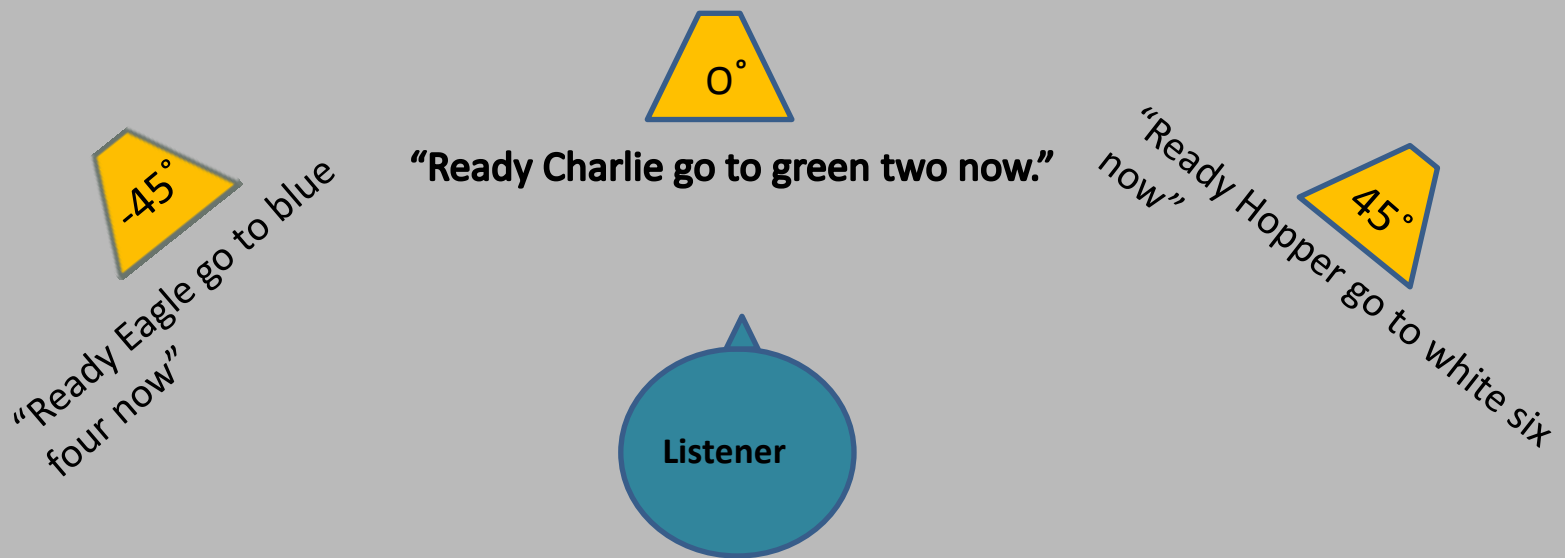 0°
“Ready Charlie go to green two now.”
-45°
“Ready Eagle go to blue
four now”
45°
“Ready Hopper go to white six
now”
Listener